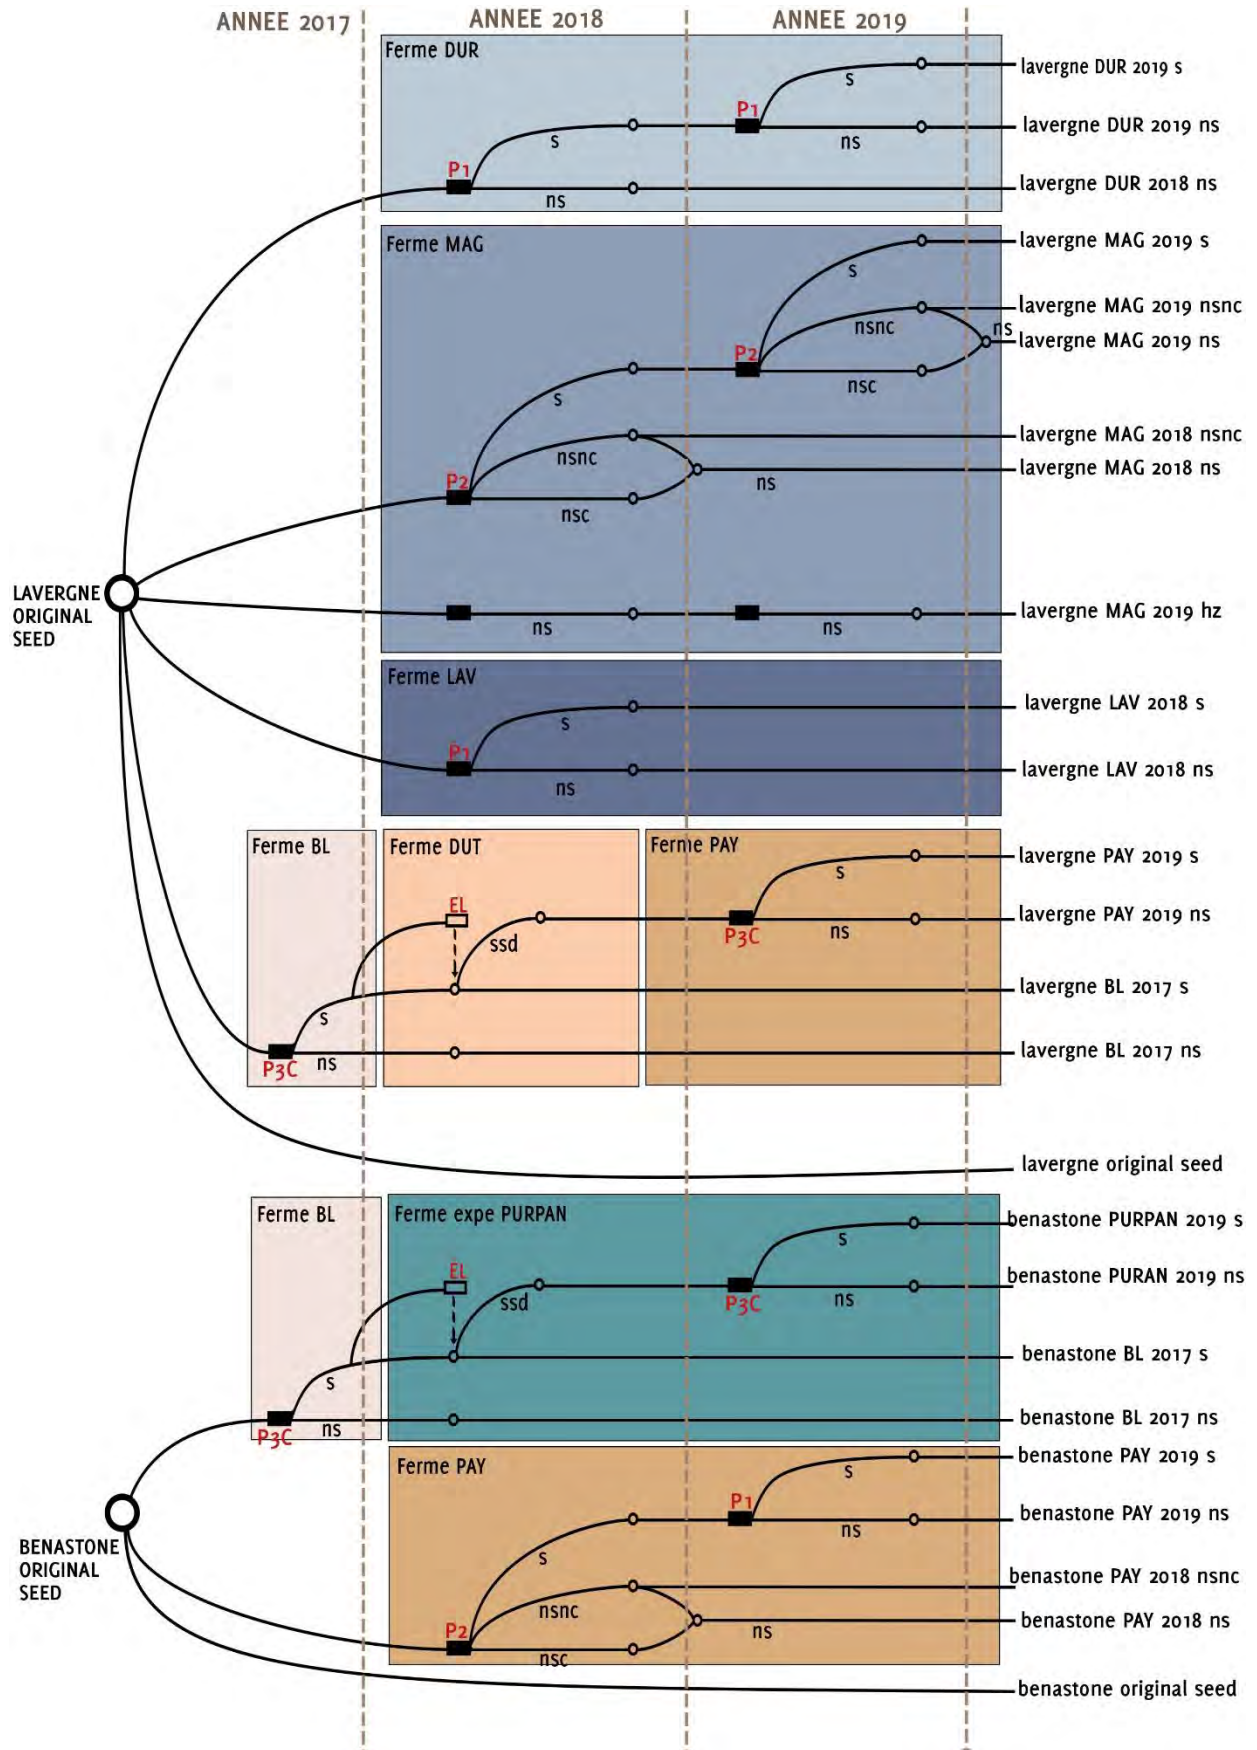 ANNEE 2017
ANNEE 2018
ANNEE 2019
Ferme DUR
s
lavergne DUR 2019 s
P1
ns
lavergne DUR 2019 ns
s
P1
ns
lavergne DUR 2018 ns
Ferme MAG
s
lavergne MAG 2019 s
nsnc
lavergne MAG 2019 nsnc
ns
lavergne MAG 2019 ns
P2
nsc
s
nsnc
lavergne MAG 2018 nsnc
ns
lavergne MAG 2018 ns
P2
nsc
LAVERGNE
ORIGINAL
SEED
ns
ns
lavergne MAG 2019 hz
Ferme LAV
s
lavergne LAV 2018 s
P1
ns
lavergne LAV 2018 ns
Ferme BL
Ferme DUT
Ferme PAY
s
lavergne PAY 2019 s
EL
ssd
P3C
ns
lavergne PAY 2019 ns
s
lavergne BL 2017 s
P3C
ns
lavergne BL 2017 ns
lavergne original seed
Ferme BL
Ferme expe PURPAN
s
benastone PURPAN 2019 s
EL
ssd
P3C
ns
benastone PURAN 2019 ns
s
benastone BL 2017 s
P3C
ns
benastone BL 2017 ns
Ferme PAY
s
benastone PAY 2019 s
P1
ns
benastone PAY 2019 ns
s
BENASTONE
ORIGINAL
SEED
nsnc
benastone PAY 2018 nsnc
ns
benastone PAY 2018 ns
P2
nsc
benastone original seed